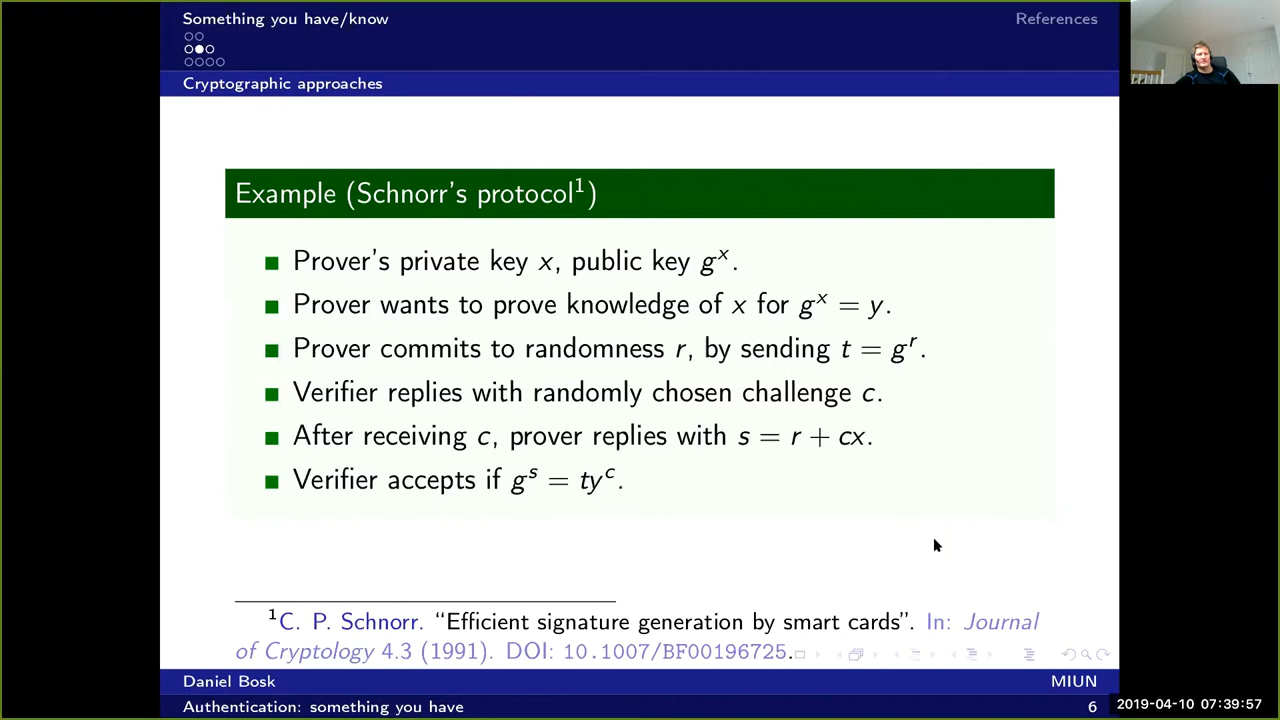 Something you have/know
References
Cryptographic approaches
Example (Schnorr's protocol¹)
Prover's private key x, public key gˣ.
Prover wants to prove knowledge of x for gˣ = y.
Prover commits to randomness r, by sending t = gʳ.
Verifier replies with randomly chosen challenge c.
After receiving c, prover replies with s = r + cx.
Verifier accepts if gˢ = tyᶜ.
¹C. P. Schnorr. “Efficient signature generation by smart cards”. In: Journal
of Cryptology 4.3 (1991). DOI: 10.1007/BF00196725.
Daniel Bosk
MIUN
Authentication: something you have
6
2019-04-10 07:39:57